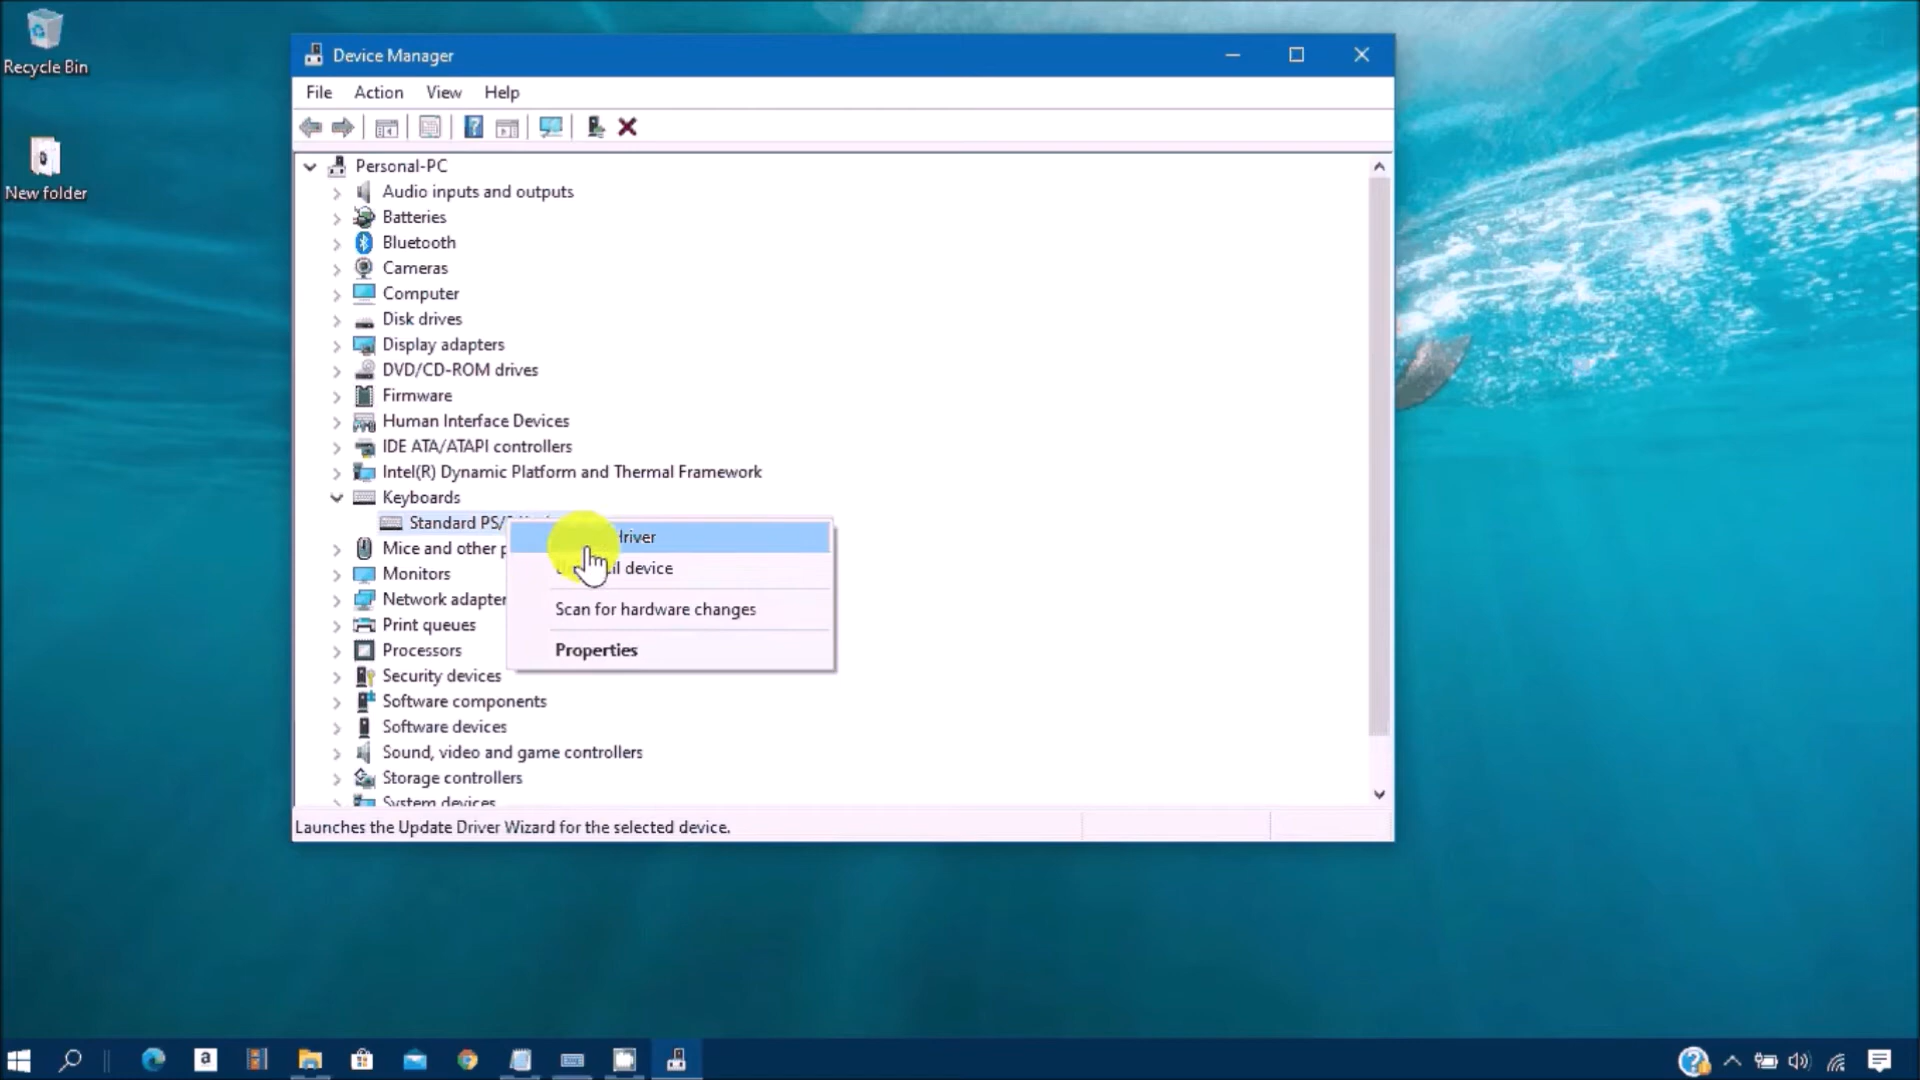 Recycle Bin
New folder
Device Manager
File Action View Help
Personal-PC
Audio inputs and outputs
Batteries
Bluetooth
Cameras
Computer
Disk drives
Display adapters
DVD/CD-ROM drives
Firmware
Human Interface Devices
IDE ATA/ATAPI controllers
Intel(R) Dynamic Platform and Thermal Framework
Keyboards
Standard PS/
driver
device
Scan for hardware changes
Properties
Mice and other
Monitors
Network adapter
Print queues
Processors
Security devices
Software components
Software devices
Sound, video and game controllers
Storage controllers
System devices
Launches the Update Driver Wizard for the selected device.